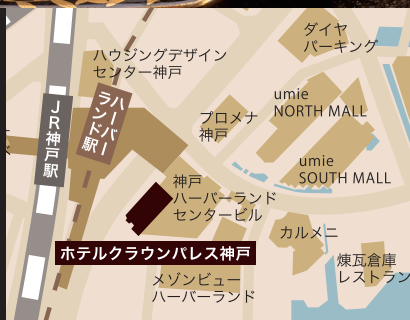 ダイヤ
パーキング
ハウジングデザイン
センター神戸
umie
NORTH MALL
ハーバー
ランド駅
プロメナ
神戸
JR神戸駅
umie
SOUTH MALL
神戸
ハーバーランド
センタービル
カルメニ
ホテルクラウンパレス神戸
煉瓦倉庫
レストラン
メゾンビュー
ハーバーランド